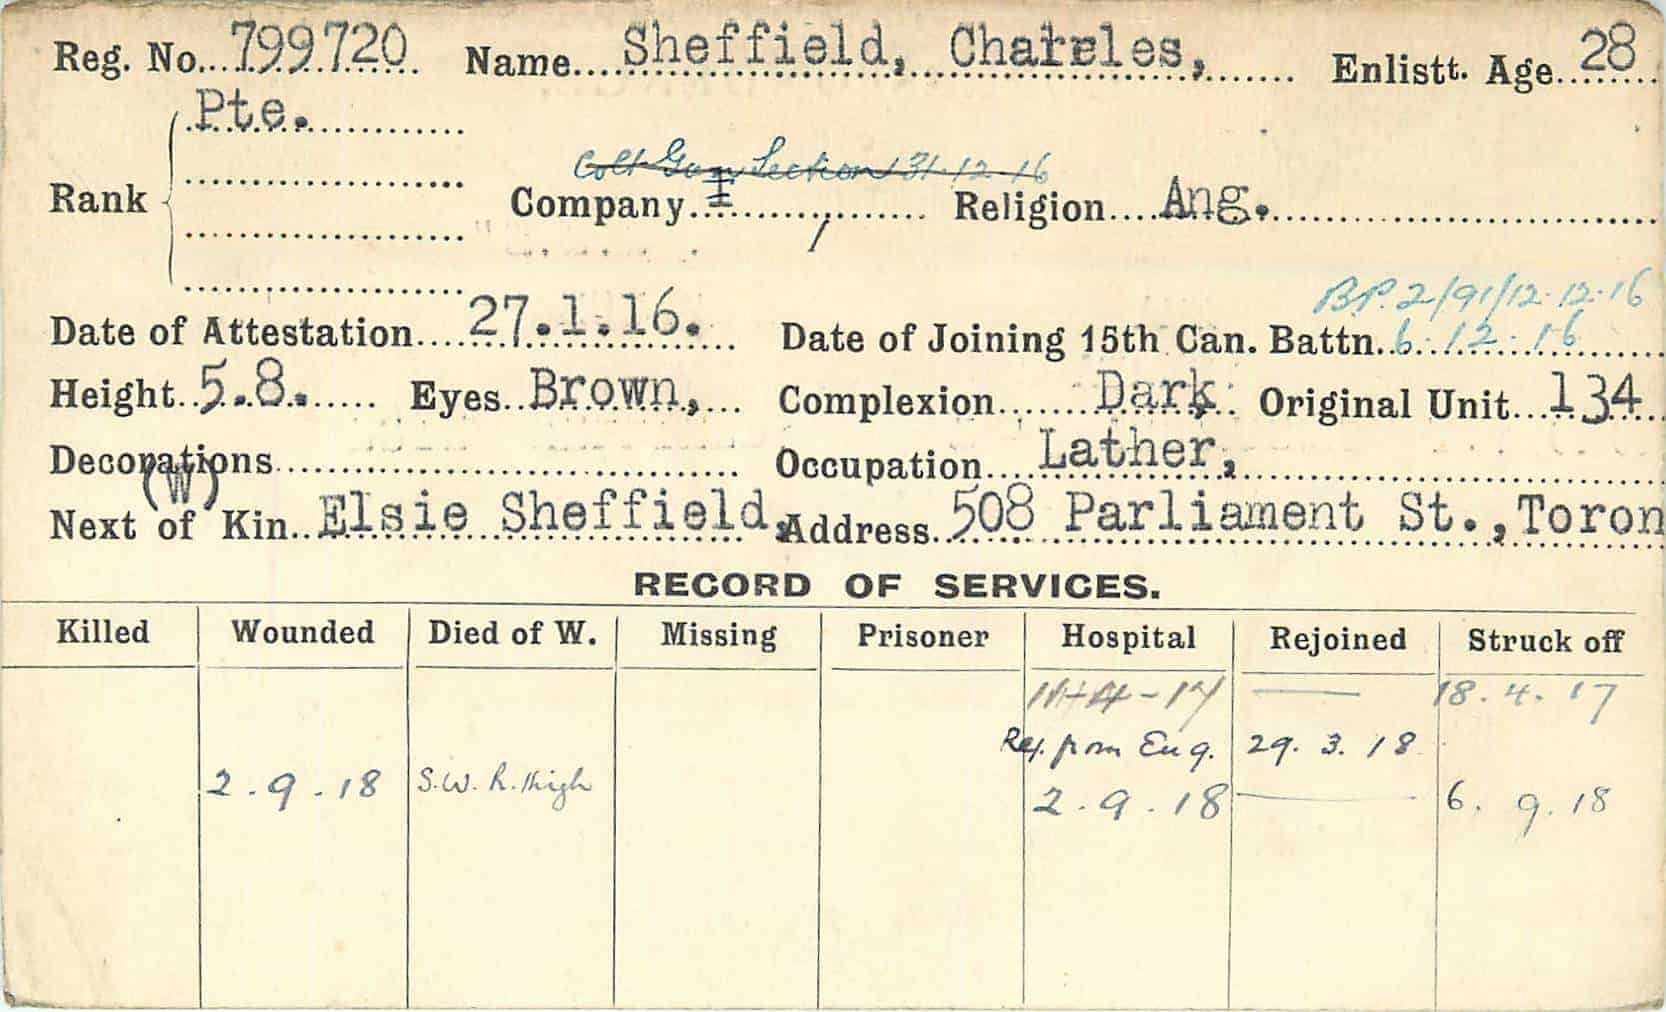 Reg. No. 799720 Name Sheffield, Charles, Enlistt. Age 28
Pte.
Colt Gun Section 31-12-16
Rank Company I Religion Ang.
B.P.2/91/12.12.16
Date of Attestation 27.1.16. Date of Joining 15th Can. Battn. 6.12.16
Height 5.8. Eyes Brown, Complexion Dark Original Unit 134
Decorations Occupation Lather,
(W)
Next of Kin Elsie Sheffield, Address 508 Parliament St., Toron
RECORD OF SERVICES.
Killed Wounded Died of W. Missing Prisoner Hospital Rejoined Struck off
11-4-17 — 18.4.17
Rej. from Eng. 29.3.18
2.9.18 S.W. R. thigh 2.9.18 — 6.9.18